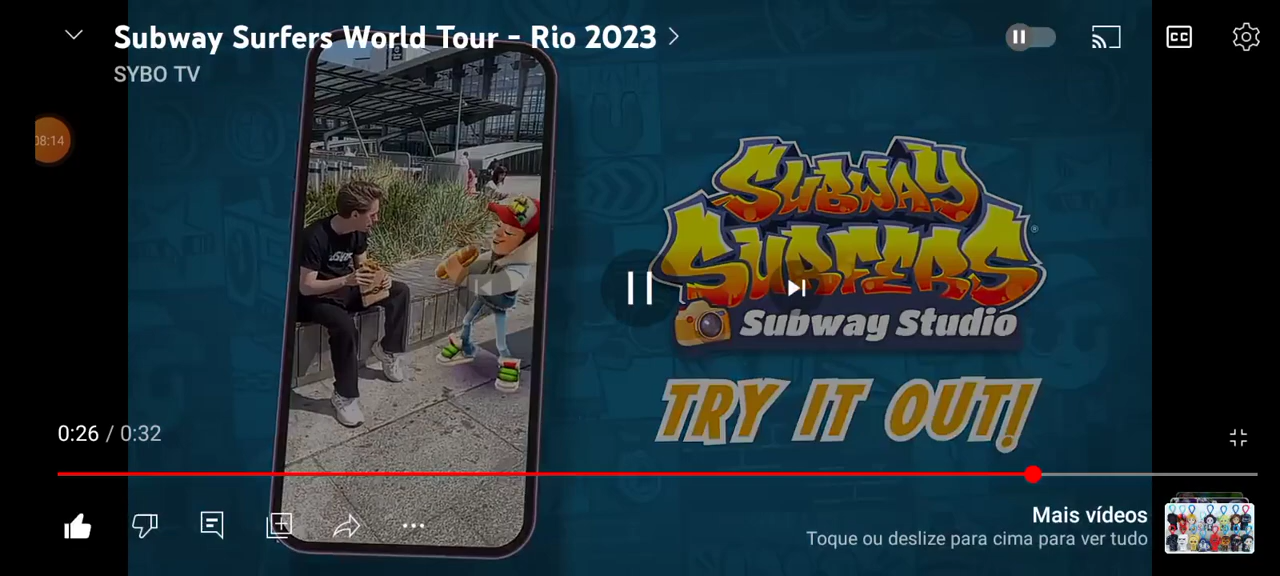 Subway Surfers World Tour - Rio 2023
SYBO TV
CC
08:14
SUBWAY
SURFERS
®
Subway Studio
TRY IT OUT!
0:26 / 0:32
Mais vídeos
Toque ou deslize para cima para ver tudo